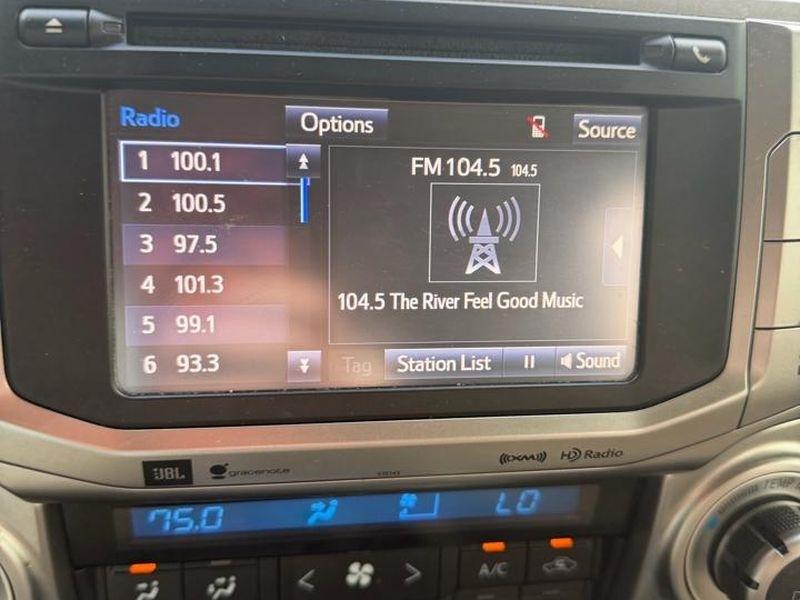 Radio
Options
Source
1 100.1
2 100.5
3 97.5
4 101.3
5 99.1
6 93.3
FM 104.5 104.5
104.5 The River Feel Good Music
Tag
Station List
Sound
JBL
gracenote
((XM))
HD Radio
75.0
LO
A/C
TEMP